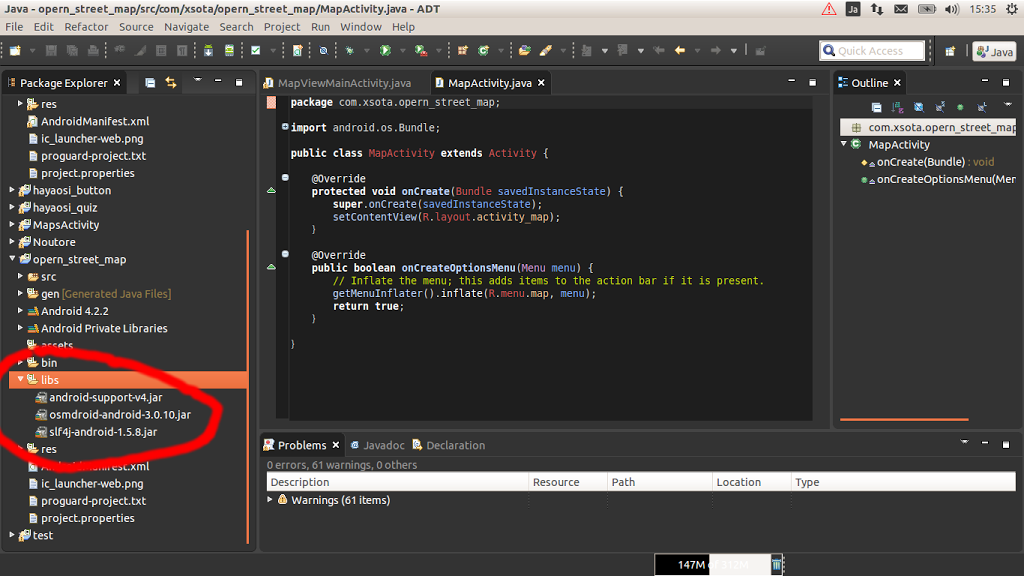 Java - opern_street_map/src/com/xsota/opern_street_map/MapActivity.java - ADT
Ja
15:35
File Edit Refactor Source Navigate Search Project Run Window Help
Quick Access
Java
Package Explorer
res
AndroidManifest.xml
ic_launcher-web.png
proguard-project.txt
project.properties
hayaosi_button
hayaosi_quiz
MapsActivity
Noutore
opern_street_map
src
gen [Generated Java Files]
Android 4.2.2
Android Private Libraries
assets
bin
libs
android-support-v4.jar
osmdroid-android-3.0.10.jar
slf4j-android-1.5.8.jar
res
AndroidManifest.xml
ic_launcher-web.png
proguard-project.txt
project.properties
test
MapViewMainActivity.java
MapActivity.java
package com.xsota.opern_street_map;
import android.os.Bundle;
public class MapActivity extends Activity {
@Override
protected void onCreate(Bundle savedInstanceState) {
super.onCreate(savedInstanceState);
setContentView(R.layout.activity_map);
}
@Override
public boolean onCreateOptionsMenu(Menu menu) {
// Inflate the menu; this adds items to the action bar if it is present.
getMenuInflater().inflate(R.menu.map, menu);
return true;
}
}
Outline
com.xsota.opern_street_map
MapActivity
onCreate(Bundle) : void
onCreateOptionsMenu(Men
Problems Javadoc Declaration
0 errors, 61 warnings, 0 others
Description Resource Path Location Type
Warnings (61 items)
147M of